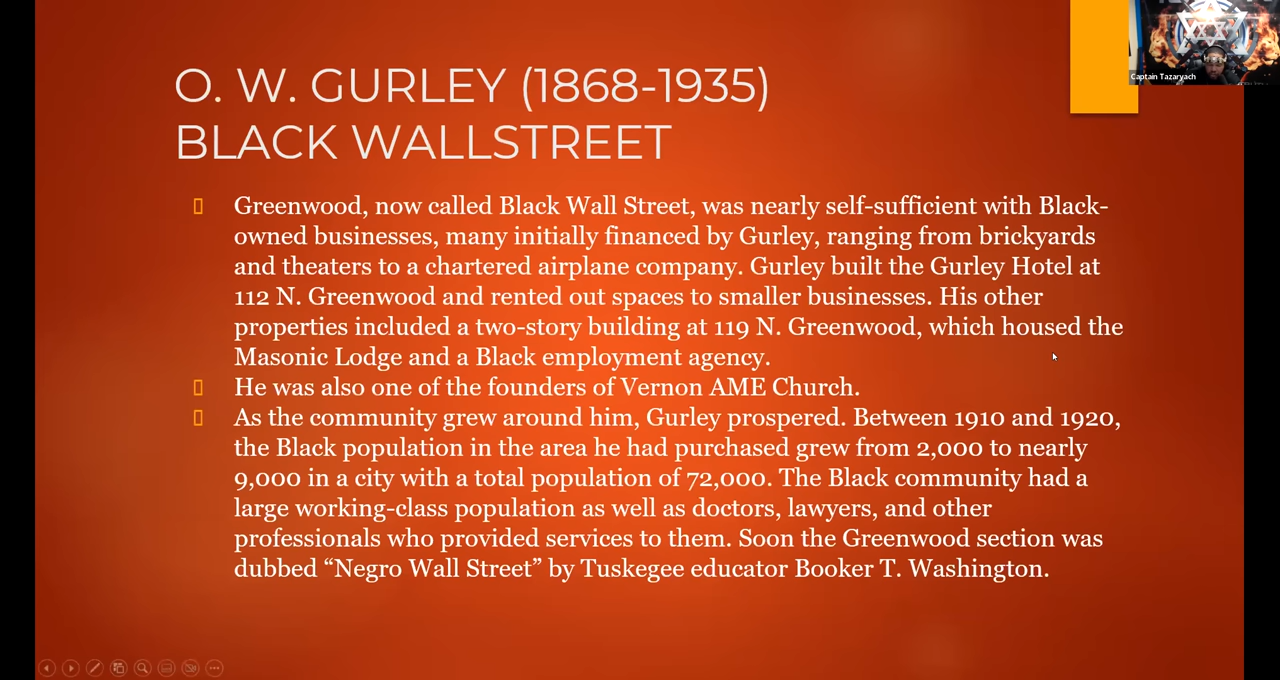 Captain Tazaryach
O. W. GURLEY (1868-1935)
BLACK WALLSTREET
Greenwood, now called Black Wall Street, was nearly self-sufficient with Black-
owned businesses, many initially financed by Gurley, ranging from brickyards
and theaters to a chartered airplane company. Gurley built the Gurley Hotel at
112 N. Greenwood and rented out spaces to smaller businesses. His other
properties included a two-story building at 119 N. Greenwood, which housed the
Masonic Lodge and a Black employment agency.
He was also one of the founders of Vernon AME Church.
As the community grew around him, Gurley prospered. Between 1910 and 1920,
the Black population in the area he had purchased grew from 2,000 to nearly
9,000 in a city with a total population of 72,000. The Black community had a
large working-class population as well as doctors, lawyers, and other
professionals who provided services to them. Soon the Greenwood section was
dubbed “Negro Wall Street” by Tuskegee educator Booker T. Washington.